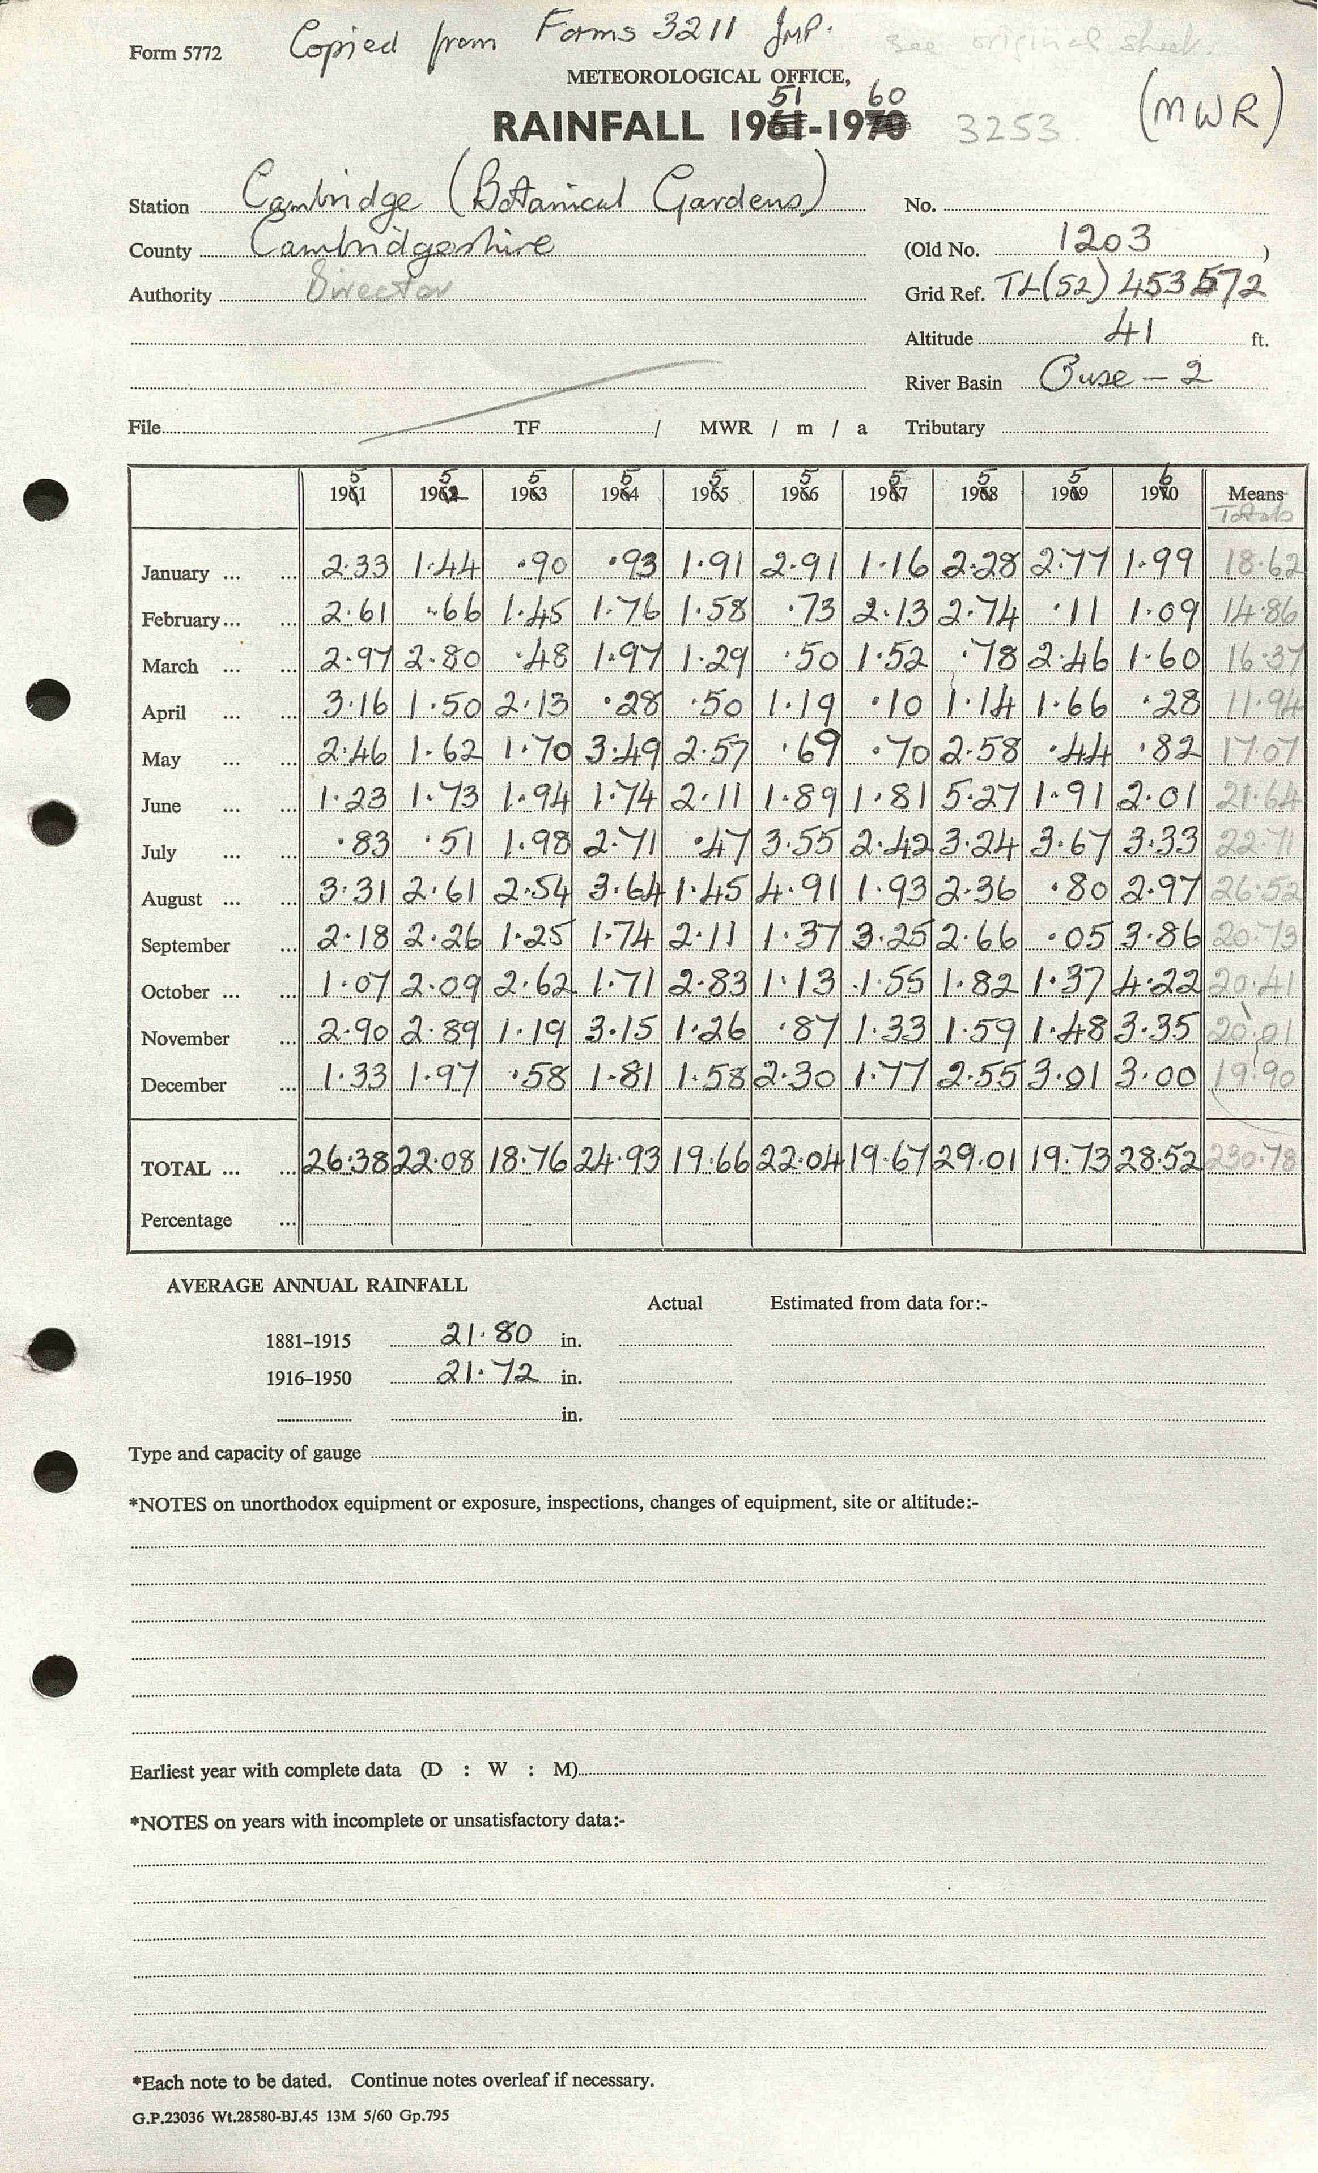 Form 5772 Copied from Forms 3211 JMP. See original sheet.
METEOROLOGICAL OFFICE,
51 60
RAINFALL 1961-1970 3253 (MWR)
Station Cambridge (Botanical Gardens) No.
County Cambridgeshire (Old No. 1203 )
Authority Director Grid Ref. TL(52) 453572
Altitude 41 ft.
River Basin Ouse - 2
File TF / MWR / m / a Tributary
5 5 5 5 5 5 5 5 5 6
1961 1962 1963 1964 1965 1966 1967 1968 1969 1970 Means
Totals
January ... ... 2.33 1.44 .90 .93 1.91 2.91 1.16 2.28 2.77 1.99 18.62
February ... ... 2.61 .66 1.45 1.76 1.58 .73 2.13 2.74 .11 1.09 14.86
March ... ... 2.97 2.80 .48 1.97 1.29 .50 1.52 .78 2.46 1.60 16.37
April ... ... 3.16 1.50 2.13 .28 .50 1.19 .10 1.14 1.66 .28 11.94
May ... ... 2.46 1.62 1.70 3.49 2.57 .69 .70 2.58 .44 .82 17.07
June ... ... 1.23 1.73 1.94 1.74 2.11 1.89 1.81 5.27 1.91 2.01 21.64
July ... ... .83 .51 1.98 2.71 .47 3.55 2.42 3.24 3.67 3.33 22.71
August ... ... 3.31 2.61 2.54 3.64 1.45 4.91 1.93 2.36 .80 2.97 26.52
September ... 2.18 2.26 1.25 1.74 2.11 1.37 3.25 2.66 .05 3.86 20.73
October ... ... 1.07 2.09 2.62 1.71 2.83 1.13 1.55 1.82 1.37 4.22 20.41
November ... 2.90 2.89 1.19 3.15 1.26 .87 1.33 1.59 1.48 3.35 20.01
December ... 1.33 1.97 .58 1.81 1.58 2.30 1.77 2.55 3.01 3.00 19.90
TOTAL ... ... 26.38 22.08 18.76 24.93 19.66 22.04 19.67 29.01 19.73 28.52 230.78
Percentage ...
AVERAGE ANNUAL RAINFALL
Actual Estimated from data for:-
1881–1915 21.80 in.
1916–1950 21.72 in.
in.
Type and capacity of gauge
*NOTES on unorthodox equipment or exposure, inspections, changes of equipment, site or altitude:-
Earliest year with complete data (D : W : M)
*NOTES on years with incomplete or unsatisfactory data:-
*Each note to be dated. Continue notes overleaf if necessary.
G.P.23036 Wt.28580-BJ.45 13M 5/60 Gp.795